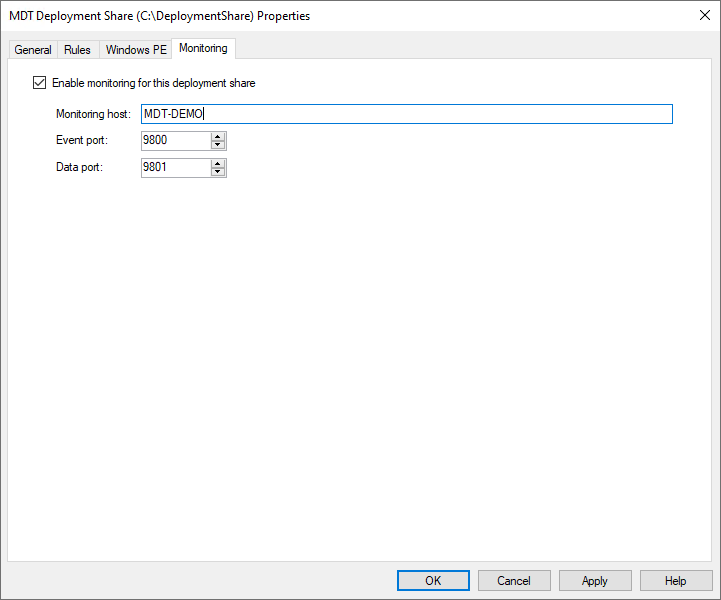 MDT Deployment Share (C:\DeploymentShare) Properties
General Rules Windows PE Monitoring
Enable monitoring for this deployment share
Monitoring host: MDT-DEMO
Event port: 9800
Data port: 9801
OK Cancel Apply Help